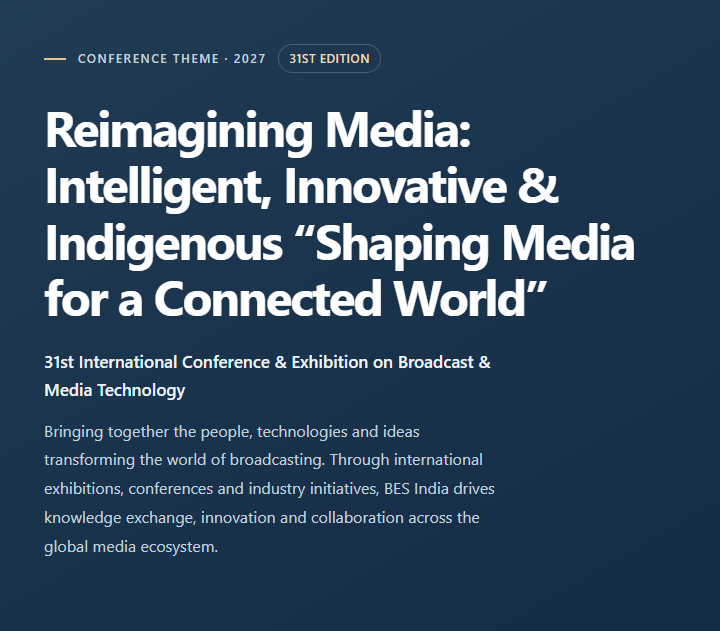 CONFERENCE THEME · 2027 31ST EDITION
Reimagining Media:
Intelligent, Innovative &
Indigenous “Shaping Media
for a Connected World”
31st International Conference & Exhibition on Broadcast &
Media Technology
Bringing together the people, technologies and ideas
transforming the world of broadcasting. Through international
exhibitions, conferences and industry initiatives, BES India drives
knowledge exchange, innovation and collaboration across the
global media ecosystem.